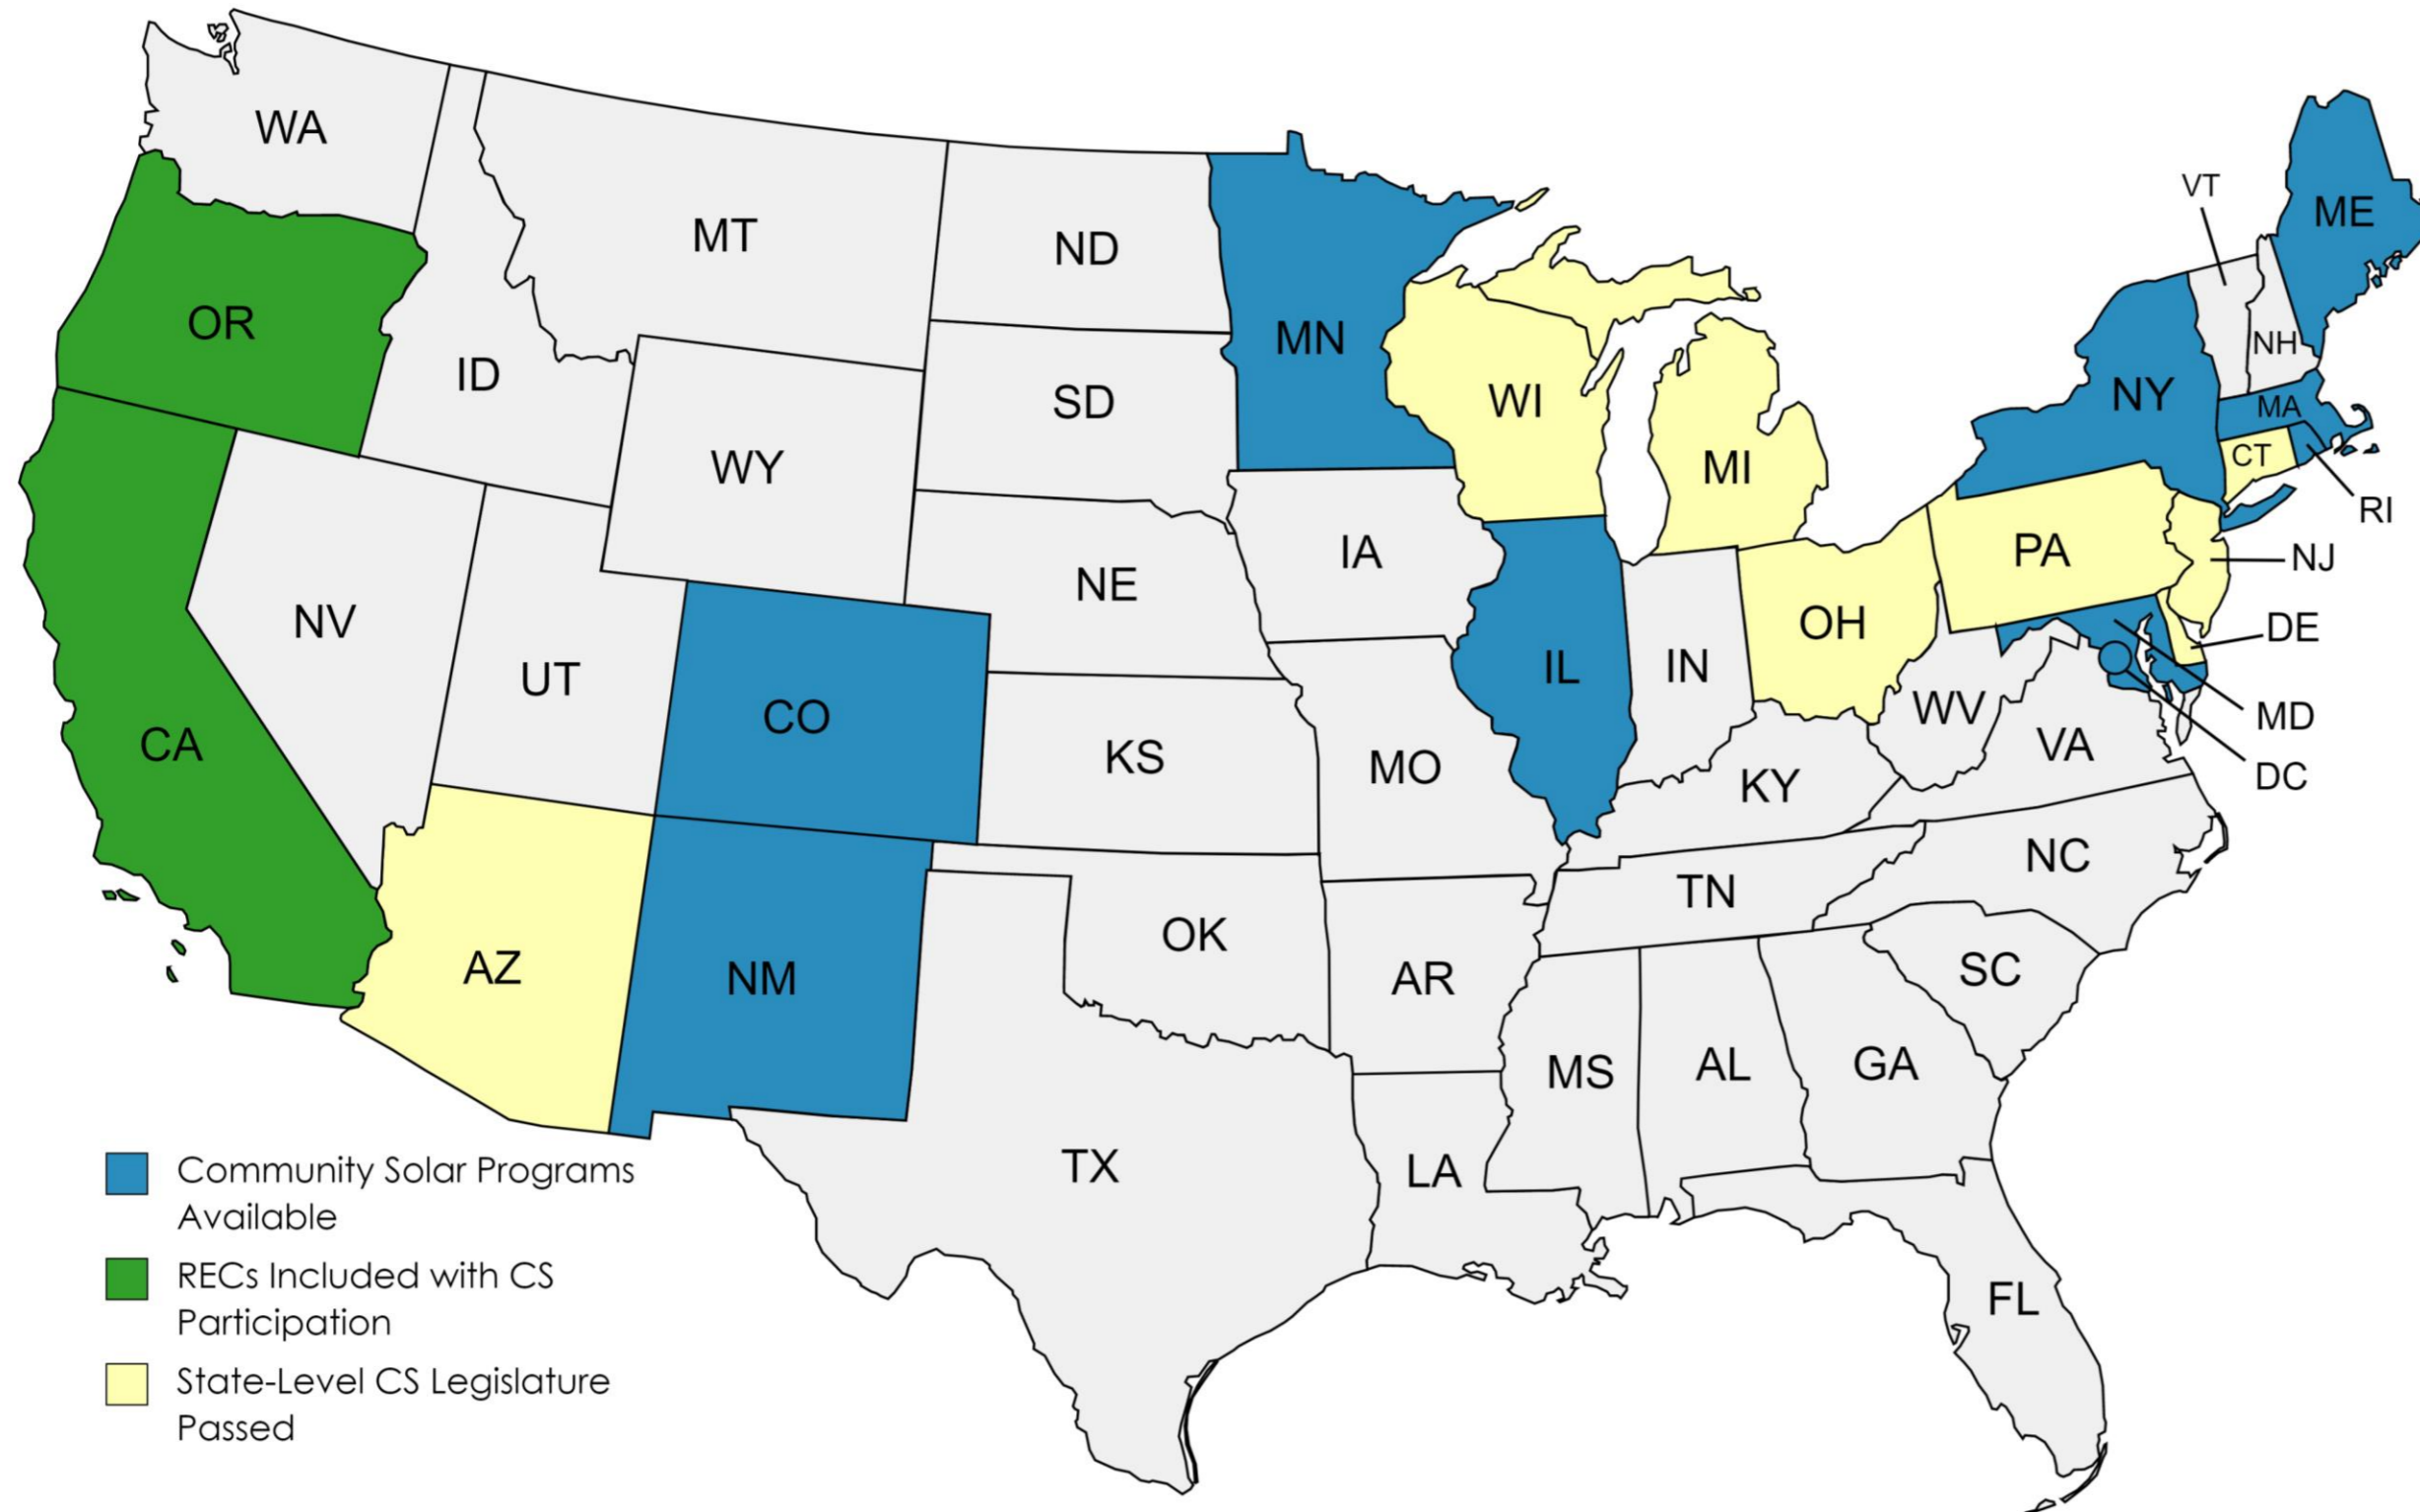 WA
MT
ND
MN
VT
ME
OR
ID
SD
WI
MI
NY
NH
MA
CT
RI
WY
IA
PA
NJ
NE
NV
UT
CO
IL
IN
OH
DE
CA
KS
MO
WV
VA
MD
KY
DC
AZ
NM
OK
AR
TN
NC
SC
MS
AL
GA
TX
LA
FL
Community Solar Programs
Available
RECs Included with CS
Participation
State-Level CS Legislature
Passed